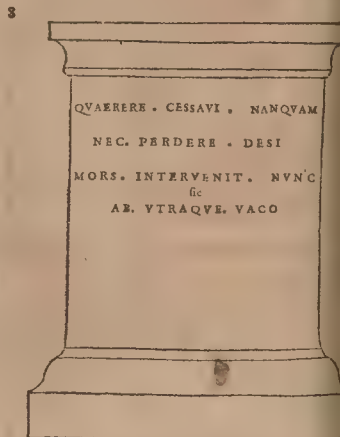 8
QVAERERE . CESSAVI . NANQVAM
NEC. PERDERE . DESI
MORS. INTERVENIT. NVNC
sic
AB. VTRAQVE. VACO